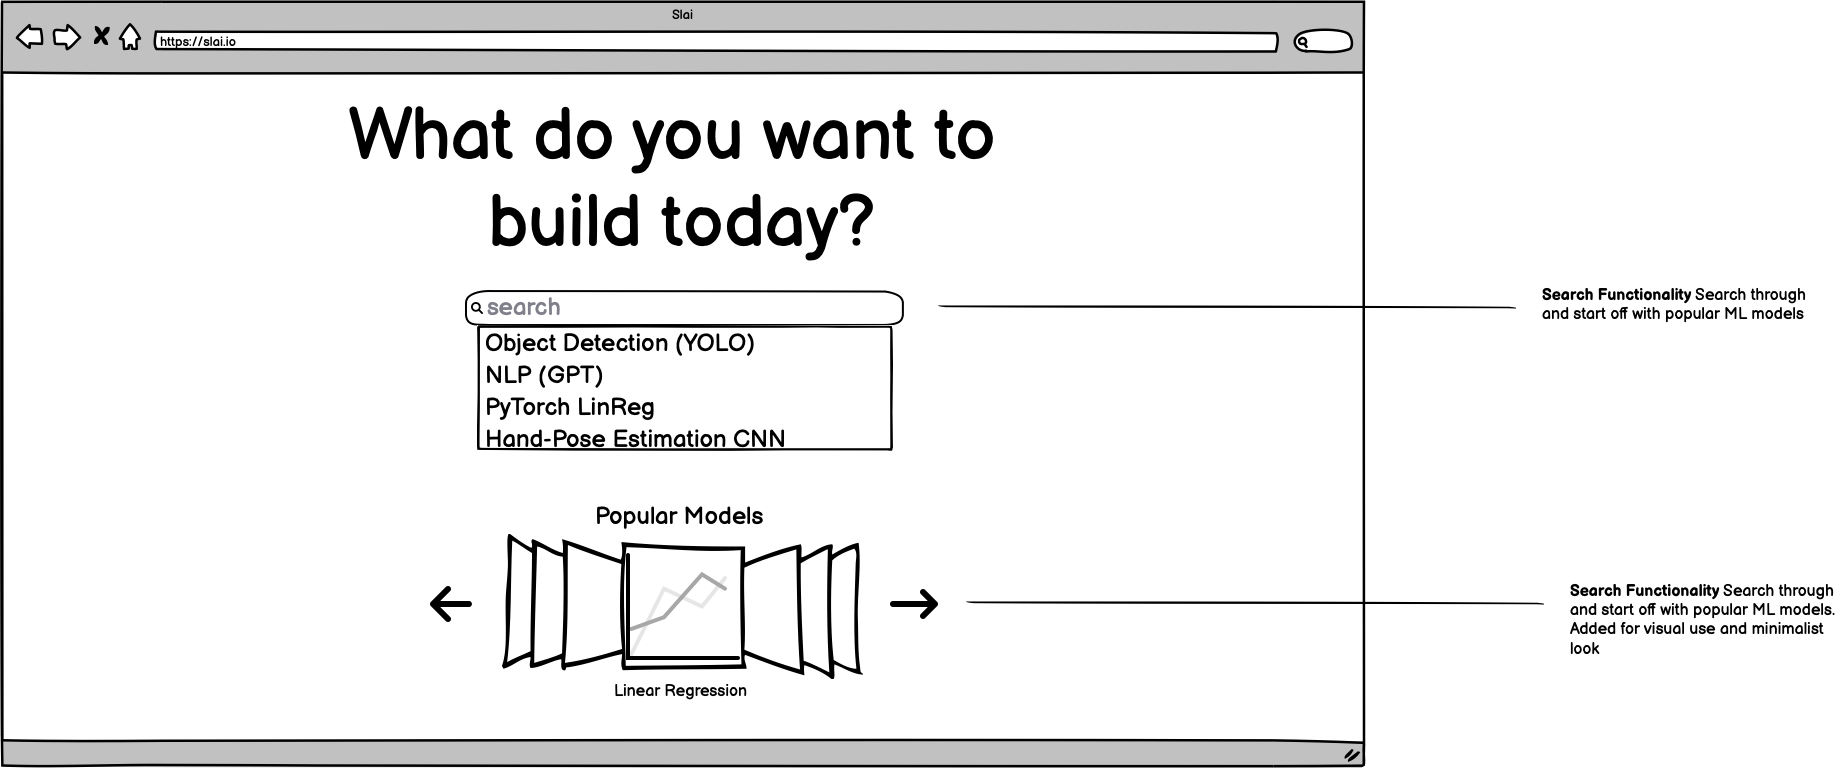 Slai
https://slai.io
What do you want to
build today?
search
Object Detection (YOLO)
NLP (GPT)
PyTorch LinReg
Hand-Pose Estimation CNN
Search Functionality Search through
and start off with popular ML models
Popular Models
Linear Regression
Search Functionality Search through
and start off with popular ML models.
Added for visual use and minimalist
look